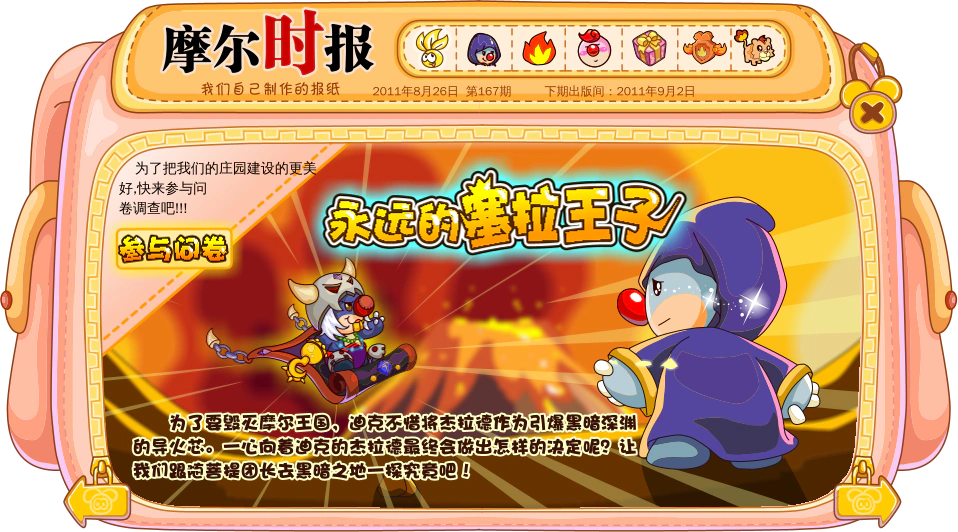 摩尔时报
我们自己制作的报纸
2011年8月26日 第167期 下期出版间：2011年9月2日
为了把我们的庄园建设的更美
好,快来参与问
卷调查吧!!!
参与问卷
永远的塞拉王子
为了要毁灭摩尔王国，迪克不惜将杰拉德作为引爆黑暗深渊
的导火芯。一心向着迪克的杰拉德最终会做出怎样的决定呢？让
我们跟范菩提团长去黑暗之地一探究竟吧！